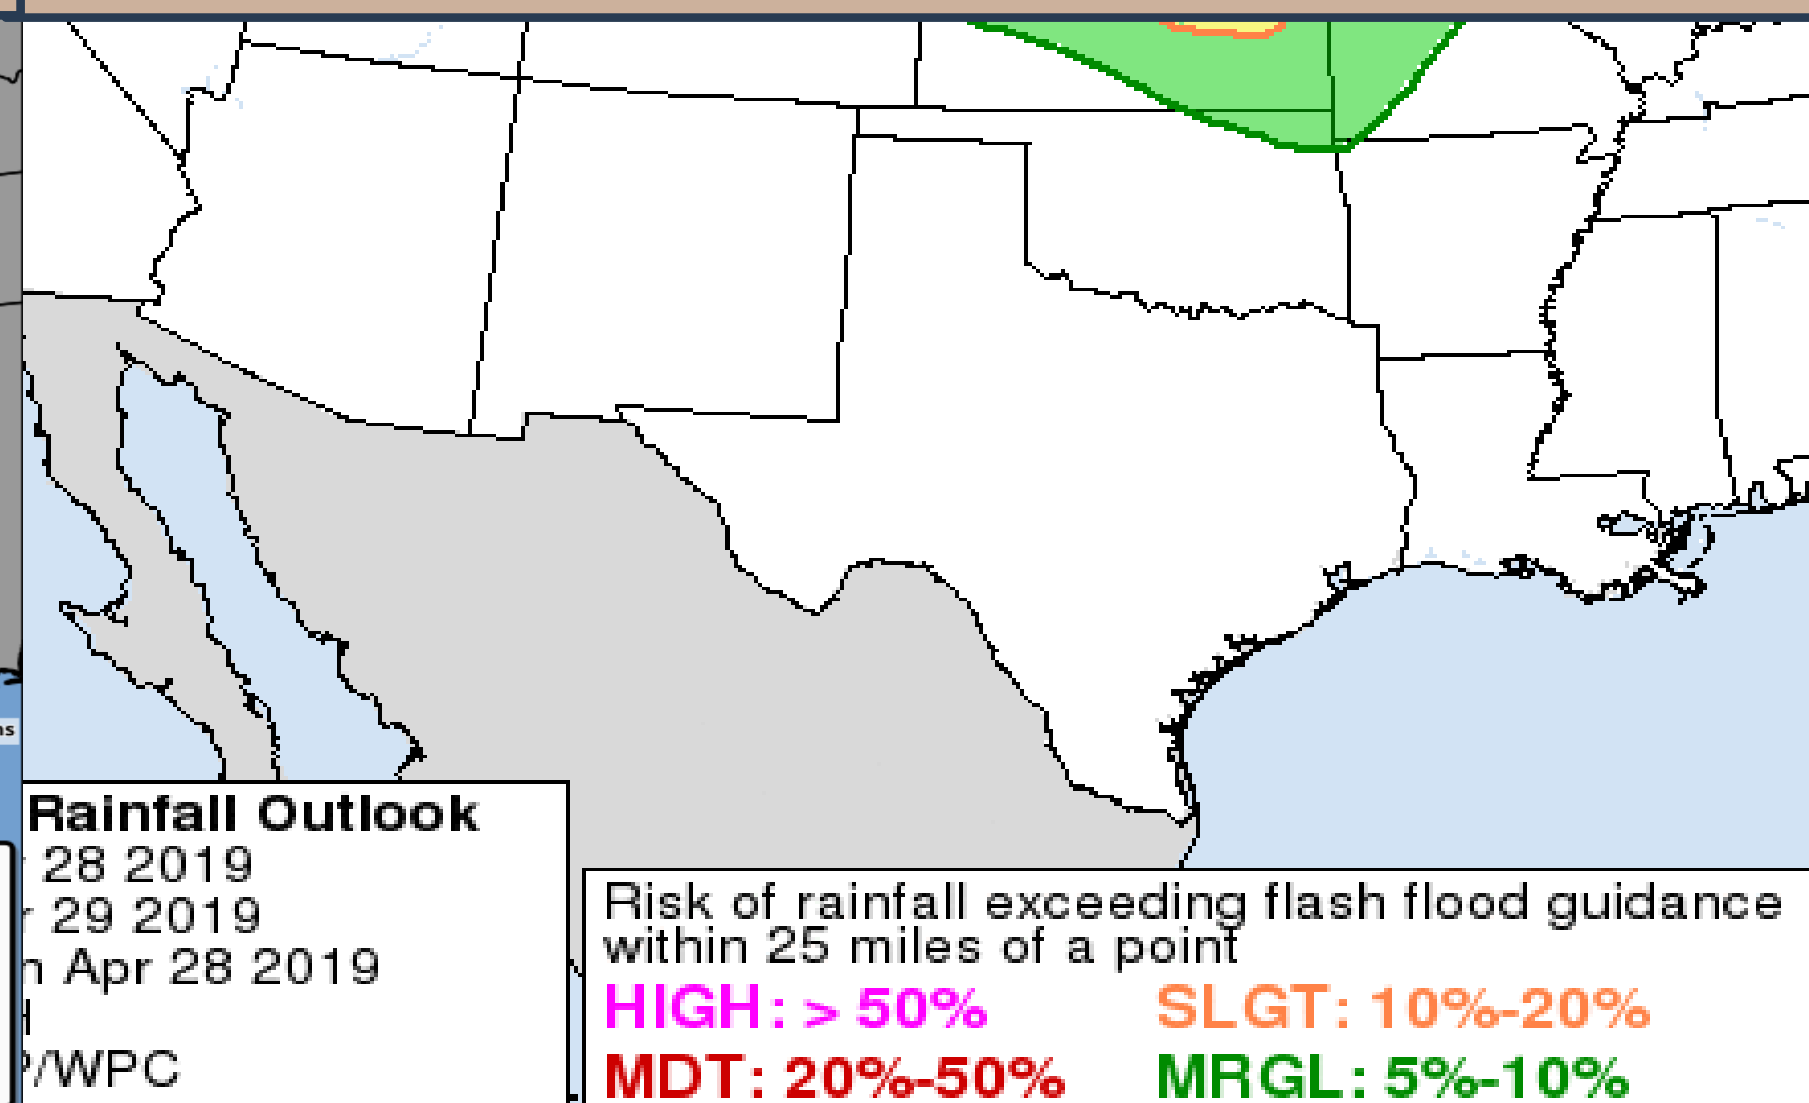 ns
Rainfall Outlook
28 2019
29 2019
Apr 28 2019
/WPC
Risk of rainfall exceeding flash flood guidance
within 25 miles of a point
HIGH: > 50%
SLGT: 10%-20%
MDT: 20%-50%
MRGL: 5%-10%